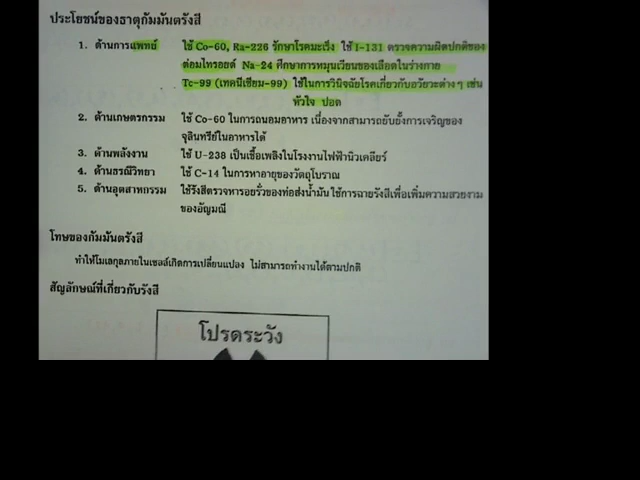 ประโยชน์ของธาตุกัมมันตรังสี
1. ด้านการแพทย์ ใช้ Co-60, Ra-226 รักษาโรคมะเร็ง ใช้ I-131 ตรวจความผิดปกติของ
ต่อมไทรอยด์ Na-24 ศึกษาการหมุนเวียนของเลือดในร่างกาย
Tc-99 (เทคนีเซียม-99) ใช้ในการวินิจฉัยโรคเกี่ยวกับอวัยวะต่างๆ เช่น
หัวใจ ปอด
2. ด้านเกษตรกรรม ใช้ Co-60 ในการถนอมอาหาร เนื่องจากสามารถยับยั้งการเจริญของ
จุลินทรีย์ในอาหารได้
3. ด้านพลังงาน ใช้ U-238 เป็นเชื้อเพลิงในโรงงานไฟฟ้านิวเคลียร์
4. ด้านธรณีวิทยา ใช้ C-14 ในการหาอายุของวัตถุโบราณ
5. ด้านอุตสาหกรรม ใช้รังสีตรวจหารอยรั่วของท่อส่งน้ำมัน ใช้การฉายรังสีเพื่อเพิ่มความสวยงาม
ของอัญมณี
โทษของกัมมันตรังสี
ทำให้โมเลกุลภายในเซลล์เกิดการเปลี่ยนแปลง ไม่สามารถทำงานได้ตามปกติ
สัญลักษณ์ที่เกี่ยวกับรังสี
โปรดระวัง